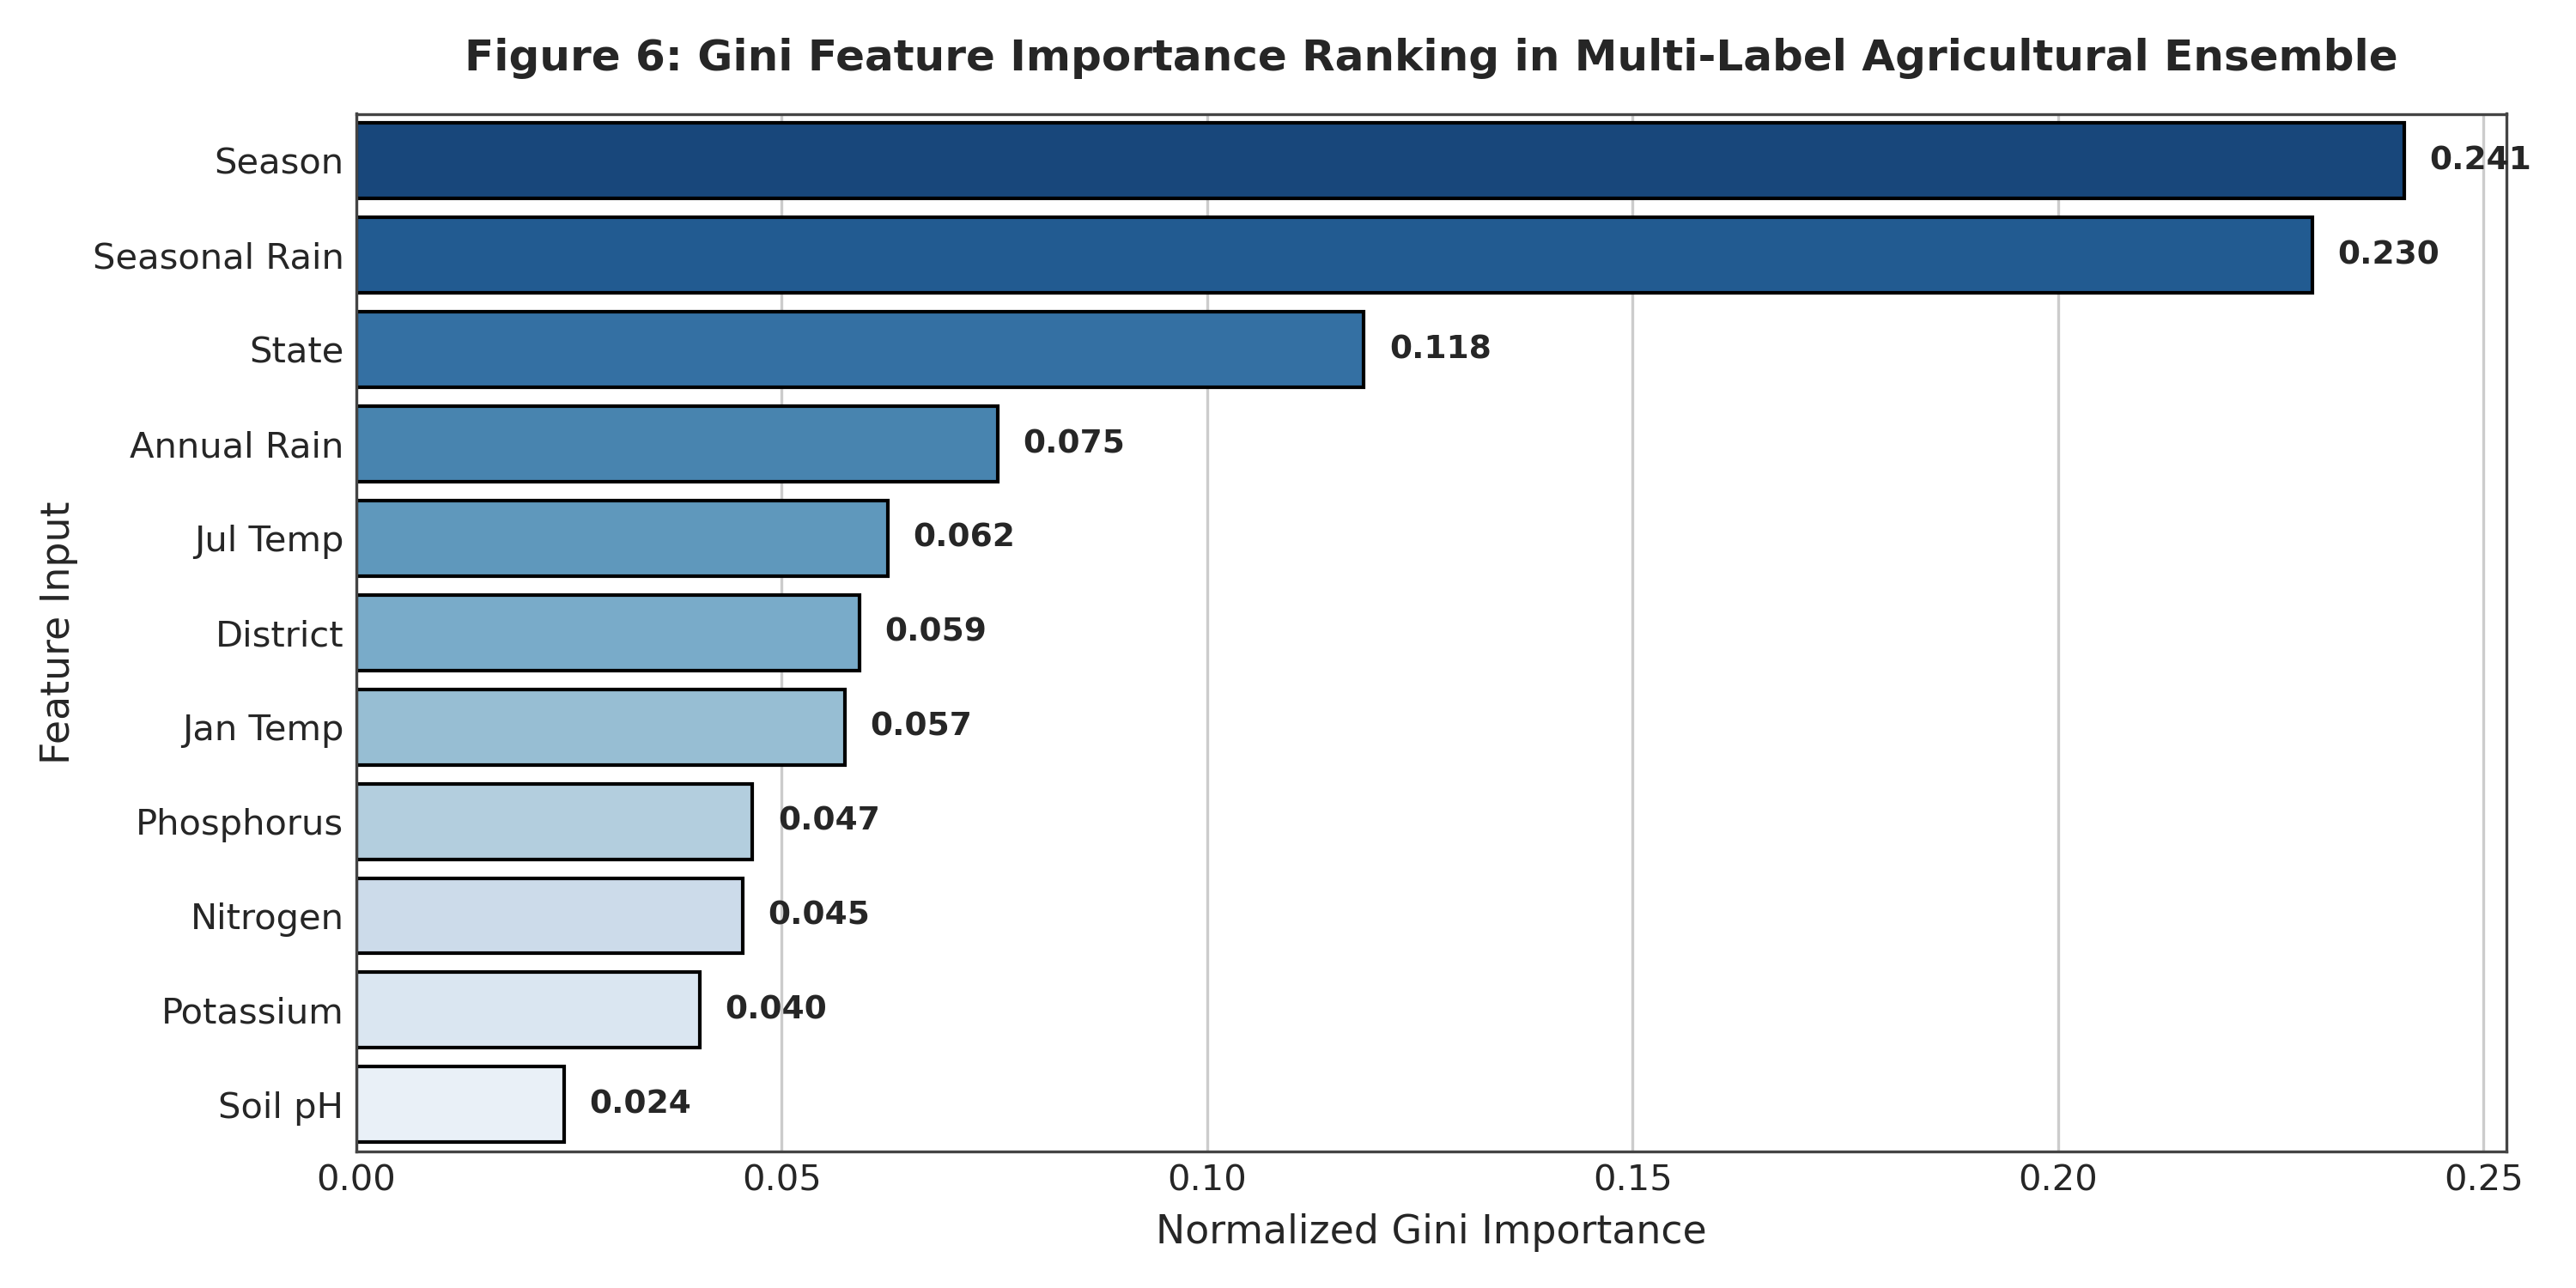 Figure 6: Gini Feature Importance Ranking in Multi-Label Agricultural Ensemble
Feature Input
Season 0.241
Seasonal Rain 0.230
State 0.118
Annual Rain 0.075
Jul Temp 0.062
District 0.059
Jan Temp 0.057
Phosphorus 0.047
Nitrogen 0.045
Potassium 0.040
Soil pH 0.024
0.00 0.05 0.10 0.15 0.20 0.25
Normalized Gini Importance